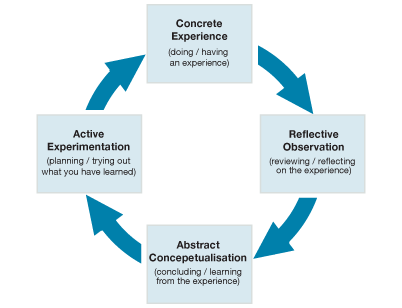 Concrete
Experience
(doing / having
an experience)
Reflective
Observation
(reviewing / reflecting
on the experience)
Abstract
Concepetualisation
(concluding / learning
from the experience)
Active
Experimentation
(planning / trying out
what you have learned)